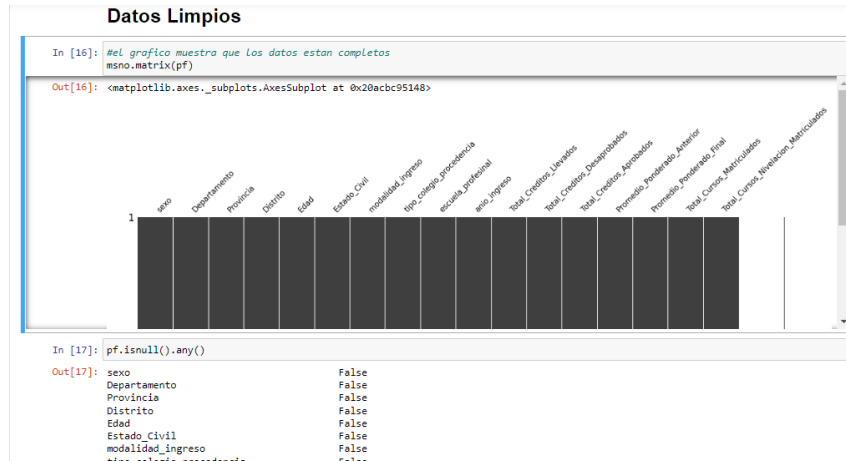 Datos Limpios
In [16]: #el grafico muestra que los datos estan completos
msno.matrix(pf)
Out[16]: <matplotlib.axes._subplots.AxesSubplot at 0x20acbc95148>
sexo
Departamento
Provincia
Distrito
Edad
Estado_Civil
modalidad_ingreso
tipo_colegio_procedencia
escuela_profesinal
anio_ingreso
Total_Creditos_Llevados
Total_Creditos_Desaprobados
Total_Creditos_Aprobados
Promedio_Ponderado_Anterior
Promedio_Ponderado_Final
Total_Cursos_Matriculados
Total_Cursos_Nivelacion_Matriculados
1
In [17]: pf.isnull().any()
Out[17]: sexo False
Departamento False
Provincia False
Distrito False
Edad False
Estado_Civil False
modalidad_ingreso False
tipo_colegio_procedencia False